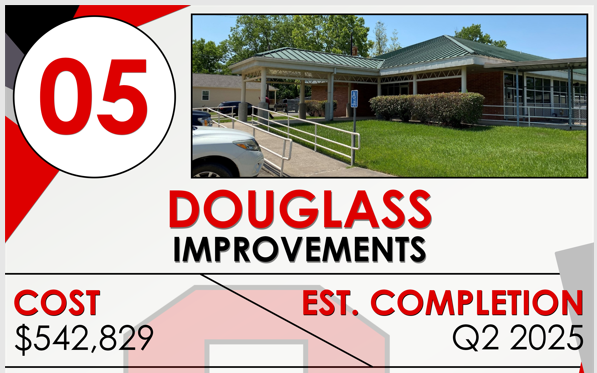 05
DOUGLASS
IMPROVEMENTS
COST
$542,829
EST. COMPLETION
Q2 2025